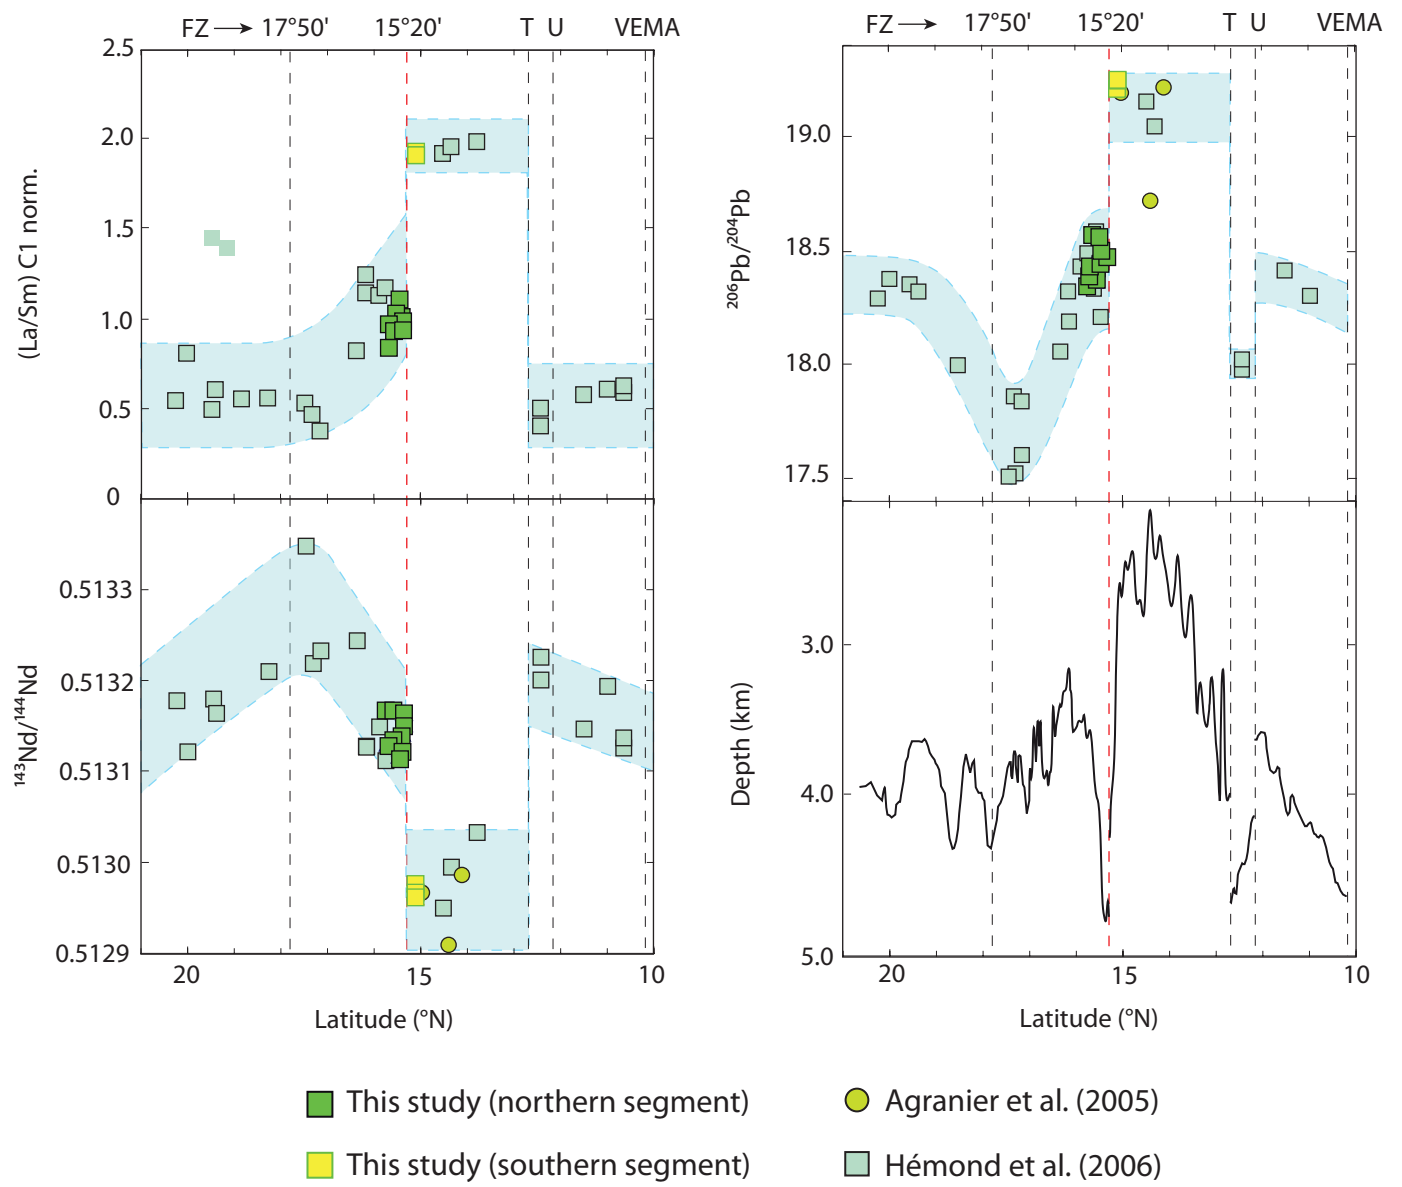 FZ → 17°50' 15°20' T U VEMA
2.5
2.0
1.5
1.0
0.5
0
(La/Sm) C1 norm.
0.5133
0.5132
0.5131
0.5130
0.5129
143Nd/144Nd
20 15 10
Latitude (°N)
FZ → 17°50' 15°20' T U VEMA
19.0
18.5
18.0
17.5
206Pb/204Pb
3.0
4.0
5.0
Depth (km)
20 15 10
Latitude (°N)
This study (northern segment)
This study (southern segment)
Agranier et al. (2005)
Hémond et al. (2006)